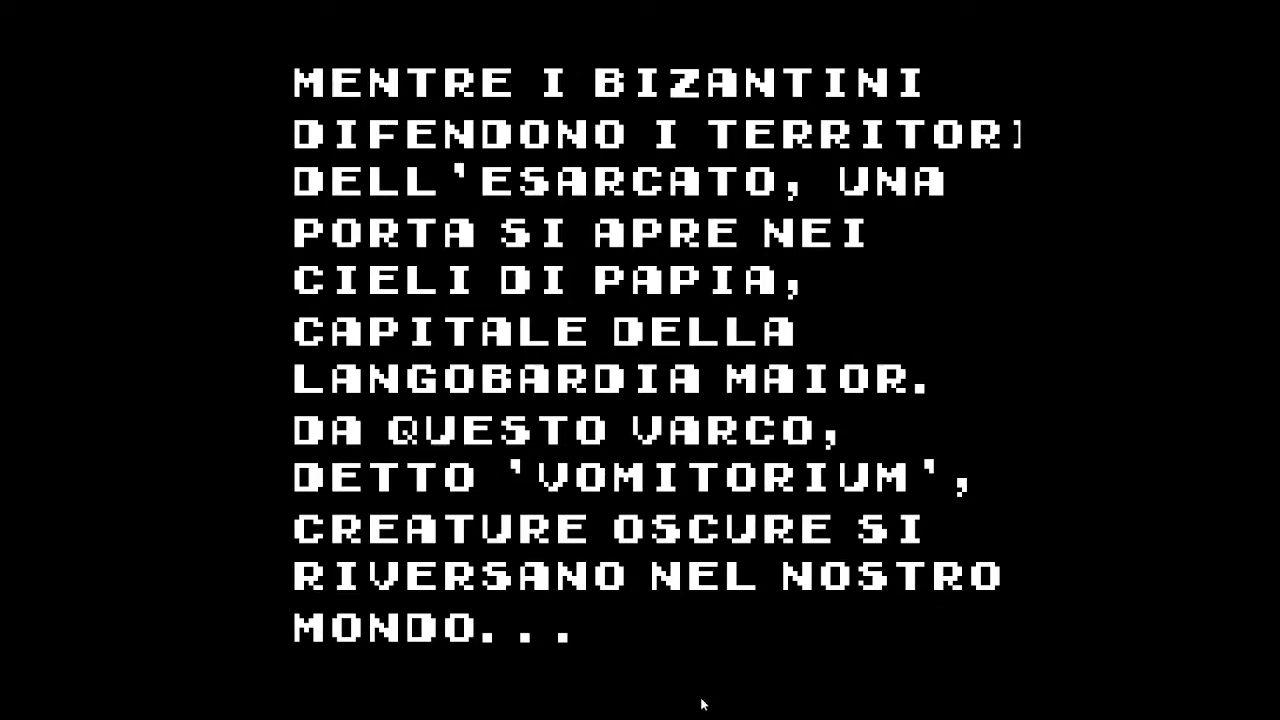 MENTRE I BIZANTINI
DIFENDONO I TERRITORI
DELL'ESARCATO, UNA
PORTA SI APRE NEI
CIELI DI PAPIA,
CAPITALE DELLA
LANGOBARDIA MAIOR.
DA QUESTO VARCO,
DETTO 'VOMITORIUM',
CREATURE OSCURE SI
RIVERSANO NEL NOSTRO
MONDO...